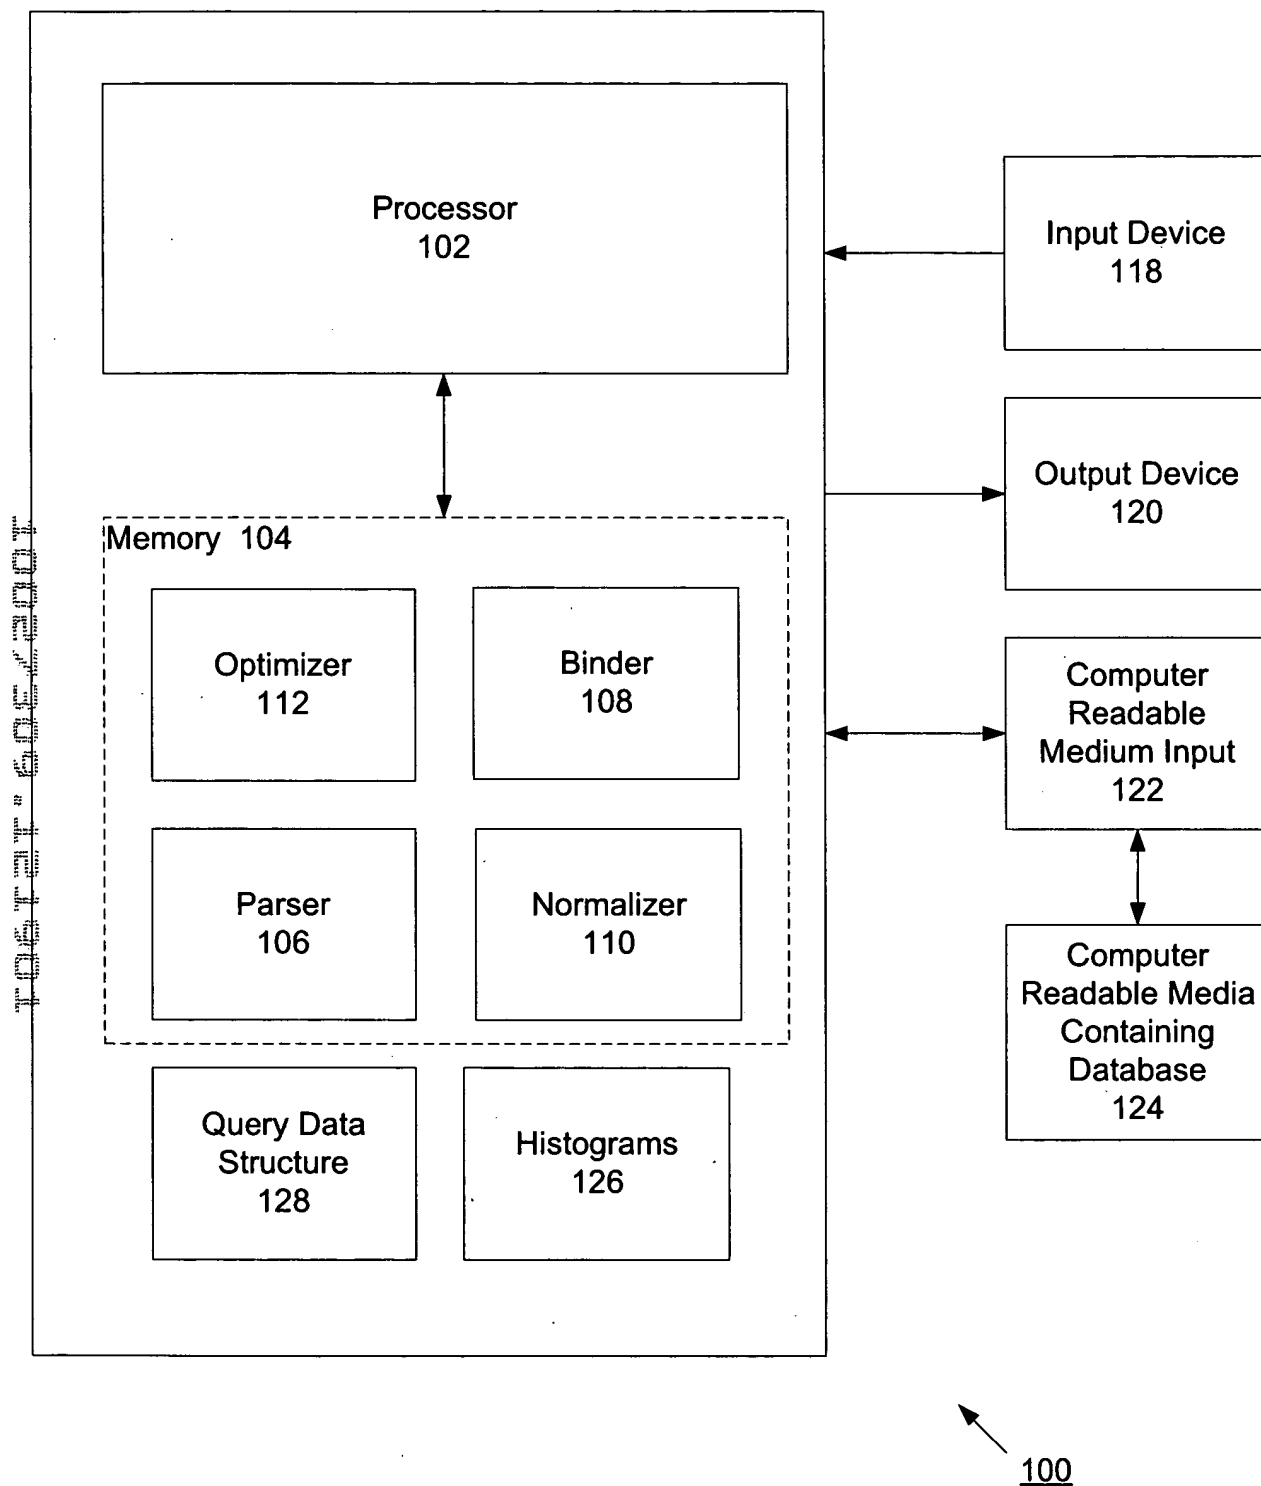 Processor
102
Input Device
118
Output Device
120
Memory 104
Optimizer
112
Binder
108
Computer
Readable
Medium Input
122
Parser
106
Normalizer
110
Computer
Readable Media
Containing
Database
124
Query Data
Structure
128
Histograms
126
100